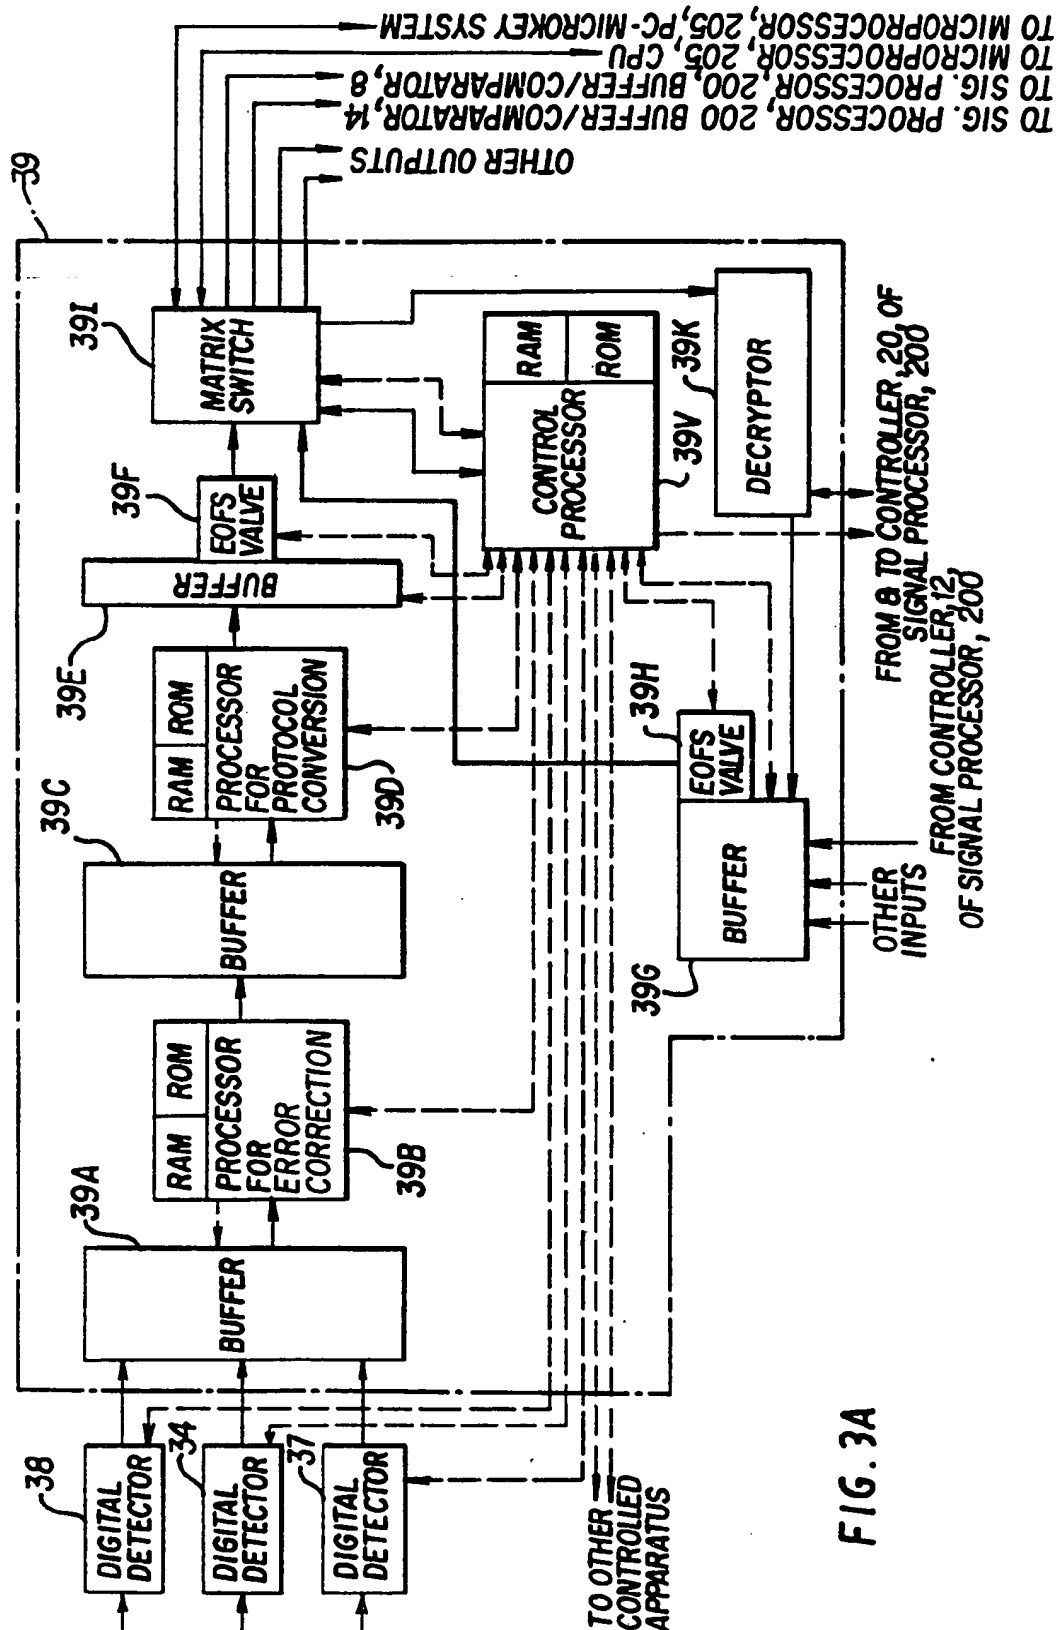 39
TO MICROPROCESSOR, 205, PC-MICROKEY SYSTEM
TO MICROPROCESSOR, 205, CPU
TO SIG. PROCESSOR, 200, BUFFER/COMPARATOR, 8
TO SIG. PROCESSOR, 200 BUFFER/COMPARATOR, 14
OTHER OUTPUTS
38
DIGITAL
DETECTOR
34
DIGITAL
DETECTOR
37
DIGITAL
DETECTOR
39A
BUFFER
RAM
ROM
PROCESSOR
FOR
ERROR
CORRECTION
39B
39C
BUFFER
RAM
ROM
PROCESSOR
FOR
PROTOCOL
CONVERSION
39D
39E
BUFFER
39F
EOFS
VALVE
39I
MATRIX
SWITCH
CONTROL
PROCESSOR
RAM
ROM
39V
39K
DECRYPTOR
39H
EOFS
VALVE
39G
BUFFER
OTHER
INPUTS
FROM CONTROLLER, 12,
OF SIGNAL PROCESSOR, 200
FROM & TO CONTROLLER, 20, OF
SIGNAL PROCESSOR, 200
TO OTHER
CONTROLLED
APPARATUS
FIG. 3A